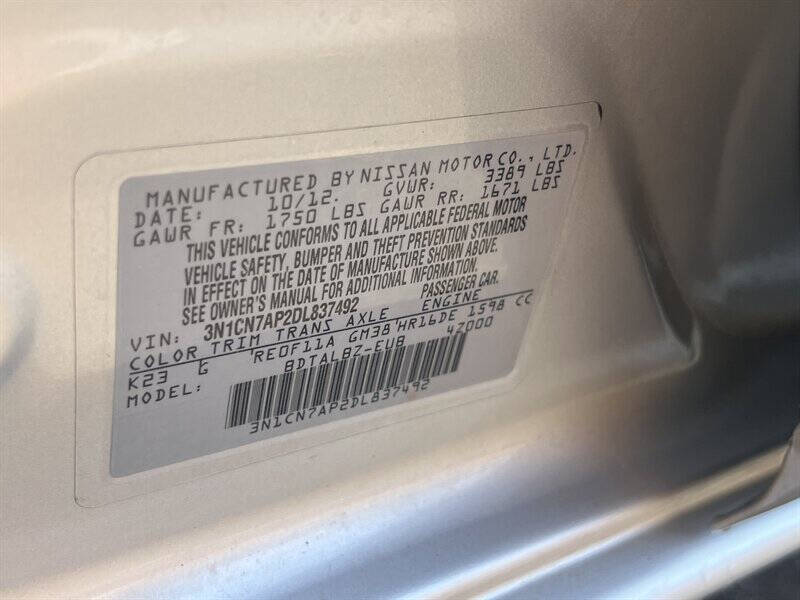 MANUFACTURED BY NISSAN MOTOR CO., LTD.
DATE: 10/12. GVWR: 3389 LBS
GAWR FR: 1750 LBS GAWR RR: 1671 LBS
THIS VEHICLE CONFORMS TO ALL APPLICABLE FEDERAL MOTOR
VEHICLE SAFETY, BUMPER AND THEFT PREVENTION STANDARDS
IN EFFECT ON THE DATE OF MANUFACTURE SHOWN ABOVE.
SEE OWNER'S MANUAL FOR ADDITIONAL INFORMATION.
VIN: 3N1CN7AP2DL837492 PASSENGER CAR.
COLOR TRIM TRANS AXLE ENGINE
K23 G RE0F11A GM38 HR16DE 1598 CC
MODEL: BDTALBZ-EUB 4Z000
3N1CN7AP2DL837492